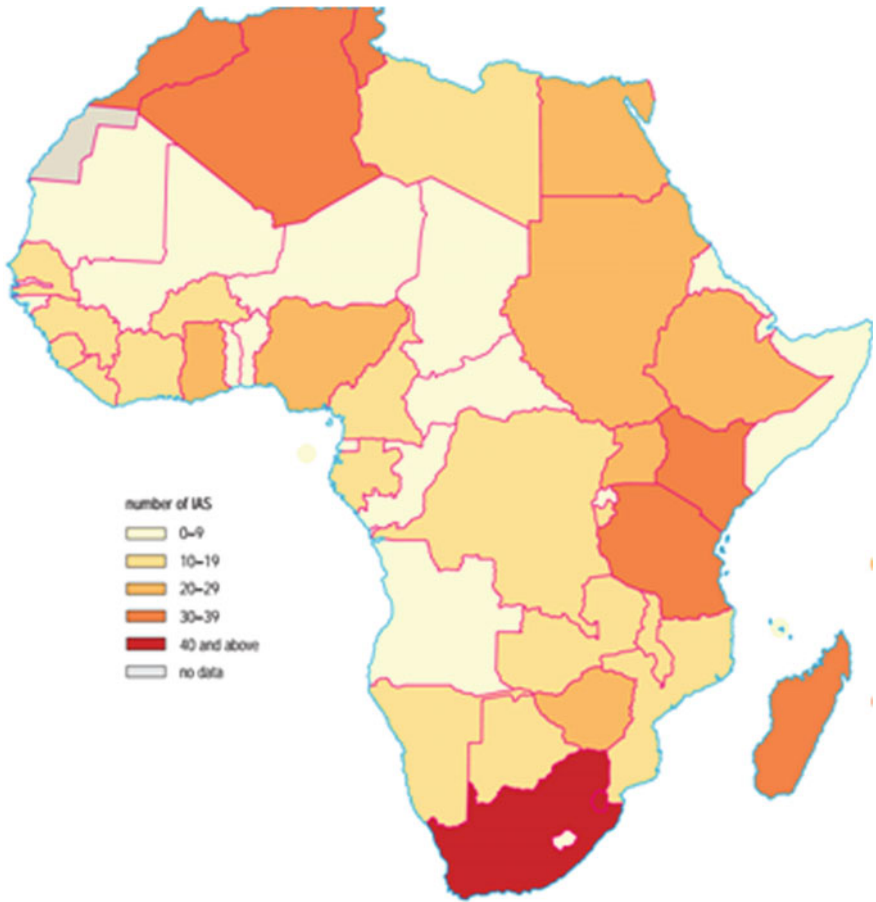 number of IAS
0–9
10–19
20–29
30–39
40 and above
no data